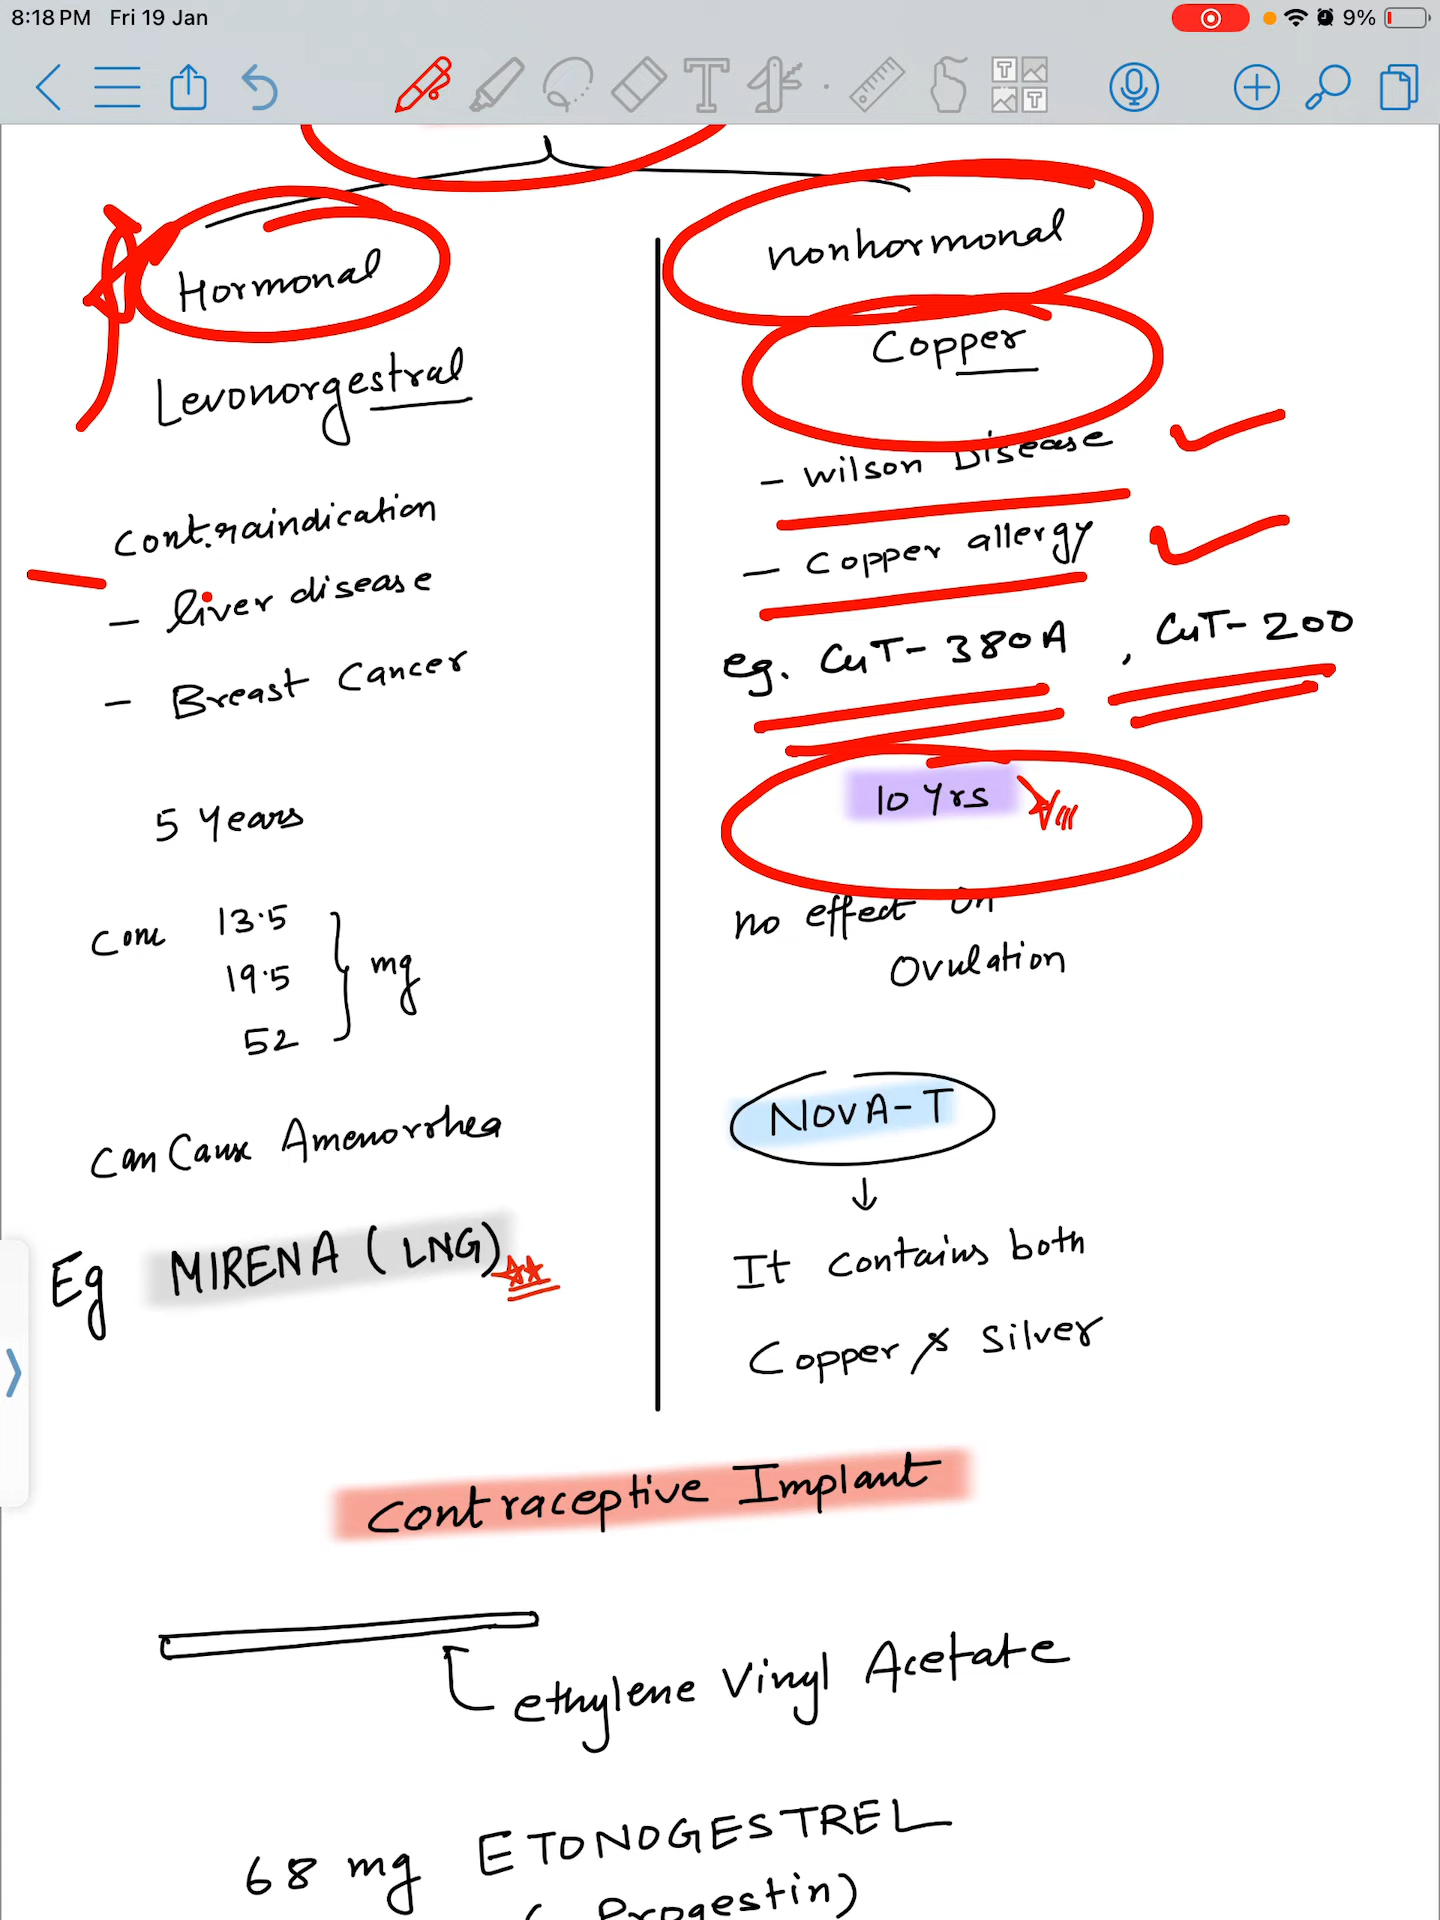 8:18 PM Fri 19 Jan
9%
Hormonal
Levonorgestral
Contraindication
- liver disease
- Breast Cancer
5 Years
Conc 13.5
19.5
52
mg
Can Cause Amenorrhea
Eg MIRENA (LNG)
nonhormonal
Copper
- Wilson Disease
- Copper allergy
eg. CuT-380A, CuT-200
10 Yrs
no effect on
Ovulation
NOVA-T
It contains both
Copper & Silver
Contraceptive Implant
ethylene Vinyl Acetate
68 mg ETONOGESTREL
( Progestin)